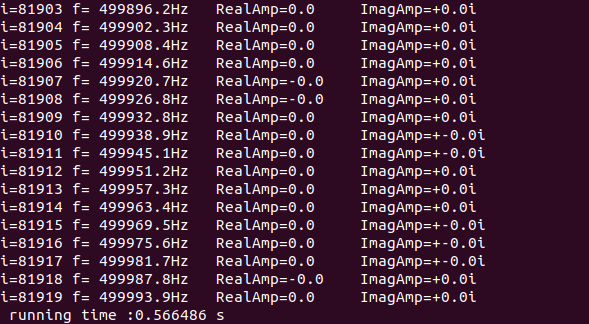 i=81903 f= 499896.2Hz   RealAmp=0.0     ImagAmp=+0.0i
i=81904 f= 499902.3Hz   RealAmp=0.0     ImagAmp=+0.0i
i=81905 f= 499908.4Hz   RealAmp=0.0     ImagAmp=+0.0i
i=81906 f= 499914.6Hz   RealAmp=0.0     ImagAmp=+0.0i
i=81907 f= 499920.7Hz   RealAmp=-0.0    ImagAmp=+0.0i
i=81908 f= 499926.8Hz   RealAmp=-0.0    ImagAmp=+0.0i
i=81909 f= 499932.8Hz   RealAmp=0.0     ImagAmp=+0.0i
i=81910 f= 499938.9Hz   RealAmp=0.0     ImagAmp=+-0.0i
i=81911 f= 499945.1Hz   RealAmp=0.0     ImagAmp=+-0.0i
i=81912 f= 499951.2Hz   RealAmp=0.0     ImagAmp=+0.0i
i=81913 f= 499957.3Hz   RealAmp=0.0     ImagAmp=+0.0i
i=81914 f= 499963.4Hz   RealAmp=0.0     ImagAmp=+0.0i
i=81915 f= 499969.5Hz   RealAmp=0.0     ImagAmp=+-0.0i
i=81916 f= 499975.6Hz   RealAmp=0.0     ImagAmp=+-0.0i
i=81917 f= 499981.7Hz   RealAmp=0.0     ImagAmp=+-0.0i
i=81918 f= 499987.8Hz   RealAmp=-0.0    ImagAmp=+0.0i
i=81919 f= 499993.9Hz   RealAmp=0.0     ImagAmp=+0.0i
 running time :0.566486 s